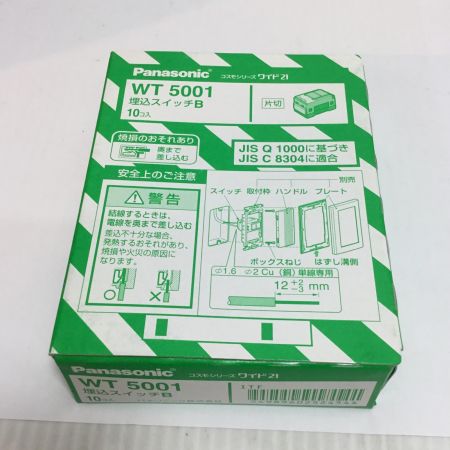 Panasonic コスモシリーズ ワイド21
WT 5001
埋込スイッチB
10コ入
片切
焼損のおそれあり
奥まで
差し込む
JIS Q 1000に基づき
JIS C 8304に適合
安全上のご注意
警告
結線するときは、
電線を奥まで差し込む
差込不十分な場合、
発熱するおそれがあり、
焼損や火災の原因に
なります。
別売
スイッチ 取付枠 ハンドル プレート
ボックスねじ はずし溝側
φ1.6 φ2 Cu(銅)単線専用
12 +2 -3 mm
Panasonic コスモシリーズ ワイド21
WT 5001
埋込スイッチB
10コ入
ITF